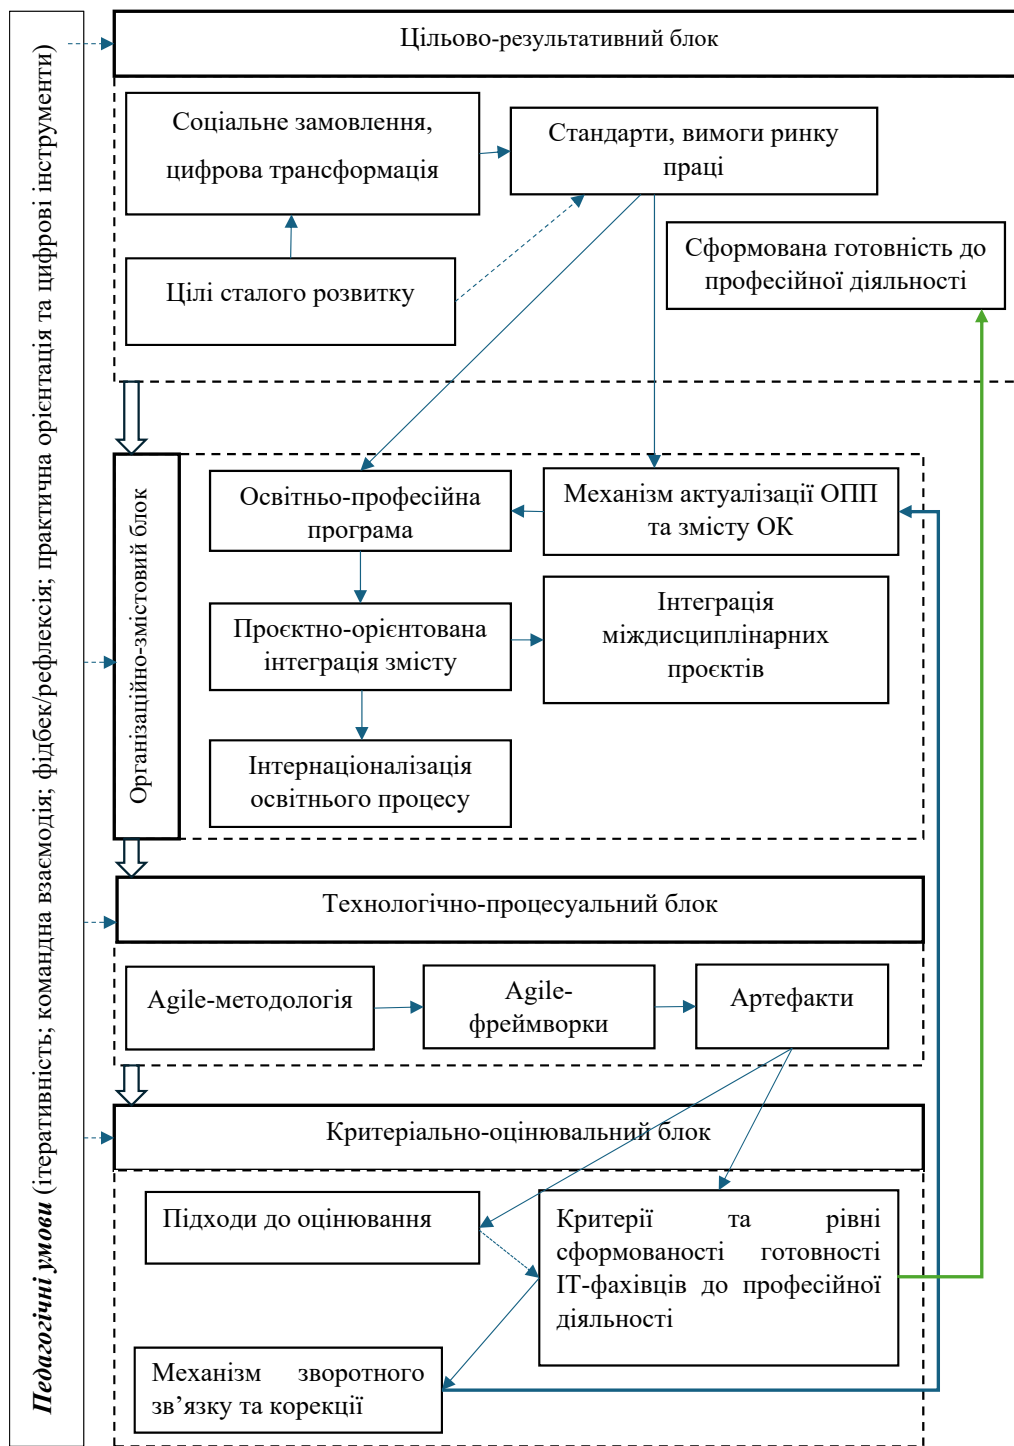 Педагогічні умови (ітеративність; командна взаємодія; фідбек/рефлексія; практична орієнтація та цифрові інструменти)
Цільово-результативний блок
Соціальне замовлення,
цифрова трансформація
Стандарти, вимоги ринку
праці
Сформована готовність до
професійної діяльності
Цілі сталого розвитку
Організаційно-змістовий блок
Освітньо-професійна
програма
Механізм актуалізації ОПП
та змісту ОК
Проєктно-орієнтована
інтеграція змісту
Інтеграція
міждисциплінарних
проєктів
Інтернаціоналізація
освітнього процесу
Технологічно-процесуальний блок
Agile-методологія
Agile-
фреймворки
Артефакти
Критеріально-оцінювальний блок
Підходи до оцінювання
Критерії та рівні
сформованості готовності
ІТ-фахівців до професійної
діяльності
Механізм зворотного
зв’язку та корекції